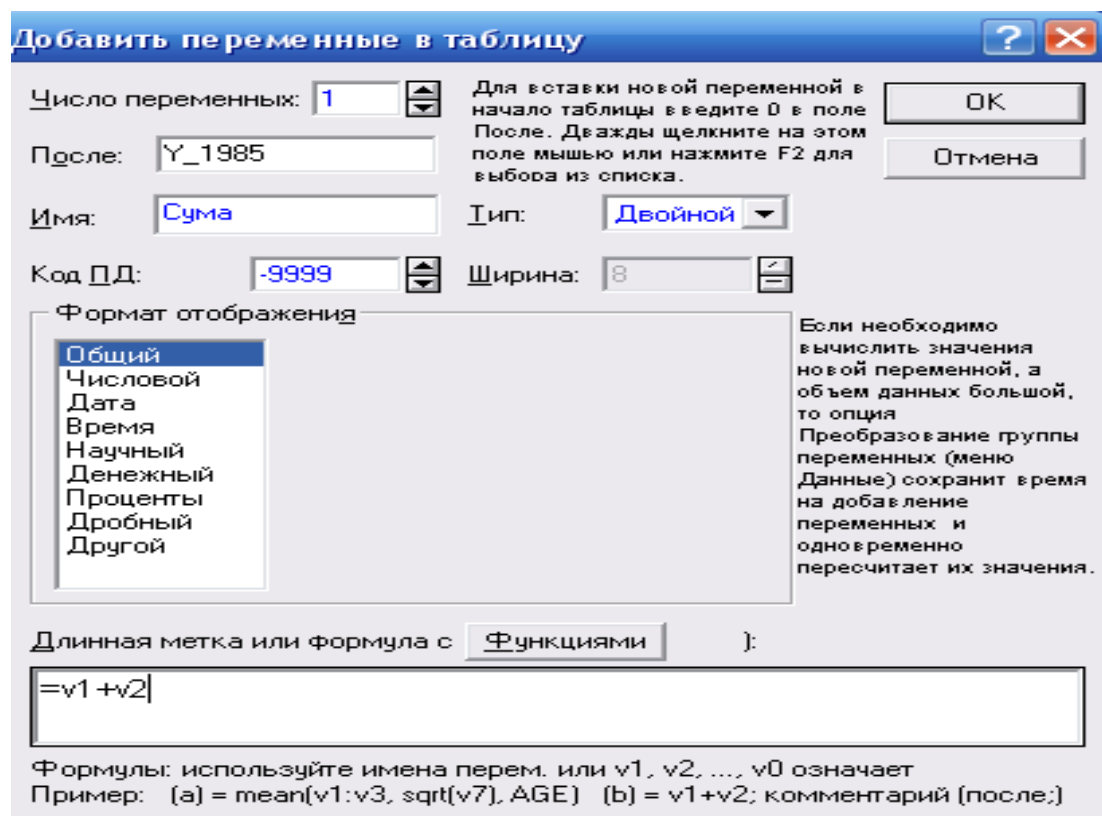 Добавить переменные в таблицу
Число переменных: 1
Для вставки новой переменной в
начало таблицы введите 0 в поле
После. Дважды щелкните на этом
поле мышью или нажмите F2 для
выбора из списка.
OK
Отмена
После: Y_1985
Имя: Сума
Тип: Двойной
Код ПД: -9999
Ширина: 8
Формат отображения
Общий
Числовой
Дата
Время
Научный
Денежный
Проценты
Дробный
Другой
Если необходимо
вычислить значения
новой переменной, а
объем данных большой,
то опция
Преобразование группы
переменных (меню
Данные) сохранит время
на добавление
переменных и
одновременно
пересчитает их значения.
Длинная метка или формула с Функциями ):
=v1+v2
Формулы: используйте имена перем. или v1, v2, ..., v0 означает
Пример: (a) = mean(v1:v3, sqrt(v7), AGE) (b) = v1+v2; комментарий (после;)